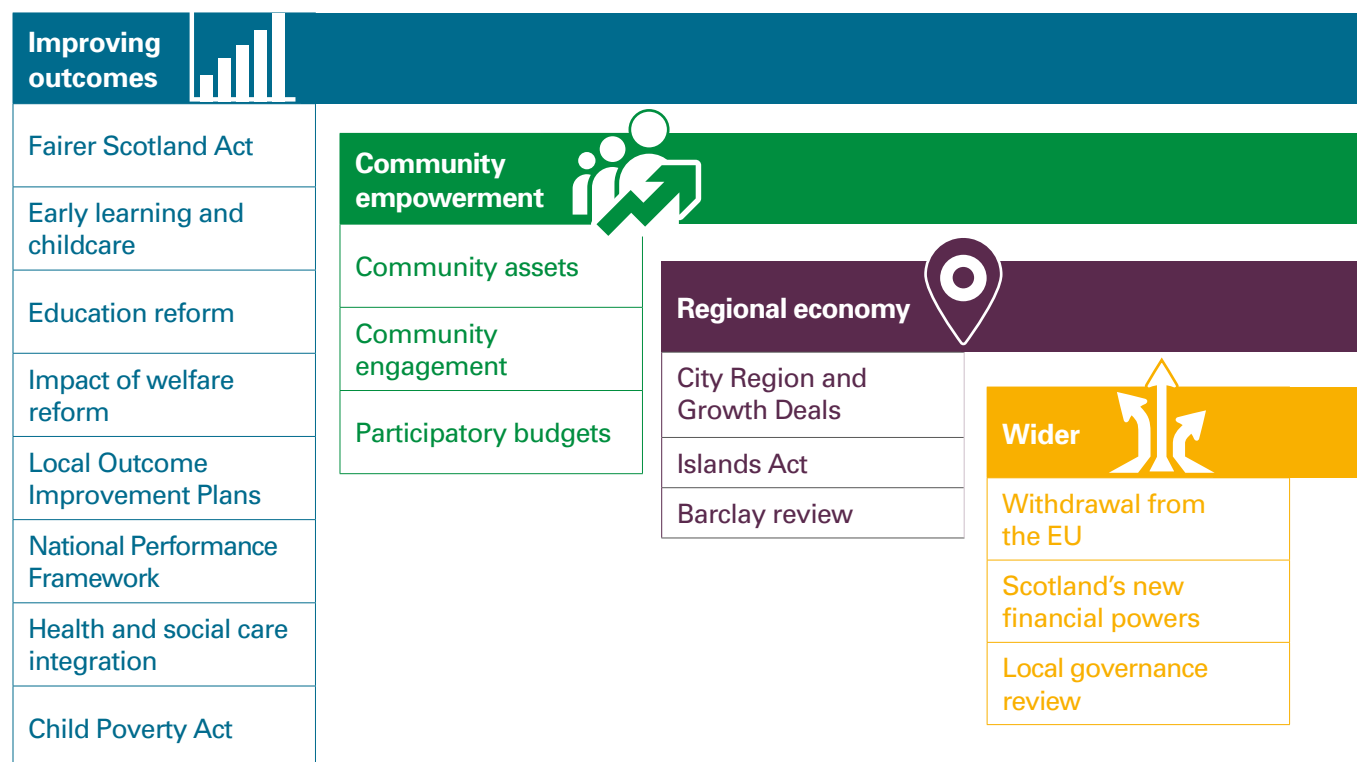 Improving
outcomes
Fairer Scotland Act
Early learning and
childcare
Education reform
Impact of welfare
reform
Local Outcome
Improvement Plans
National Performance
Framework
Health and social care
integration
Child Poverty Act
Community
empowerment
Community assets
Community
engagement
Participatory budgets
Regional economy
City Region and
Growth Deals
Islands Act
Barclay review
Wider
Withdrawal from
the EU
Scotland's new
financial powers
Local governance
review